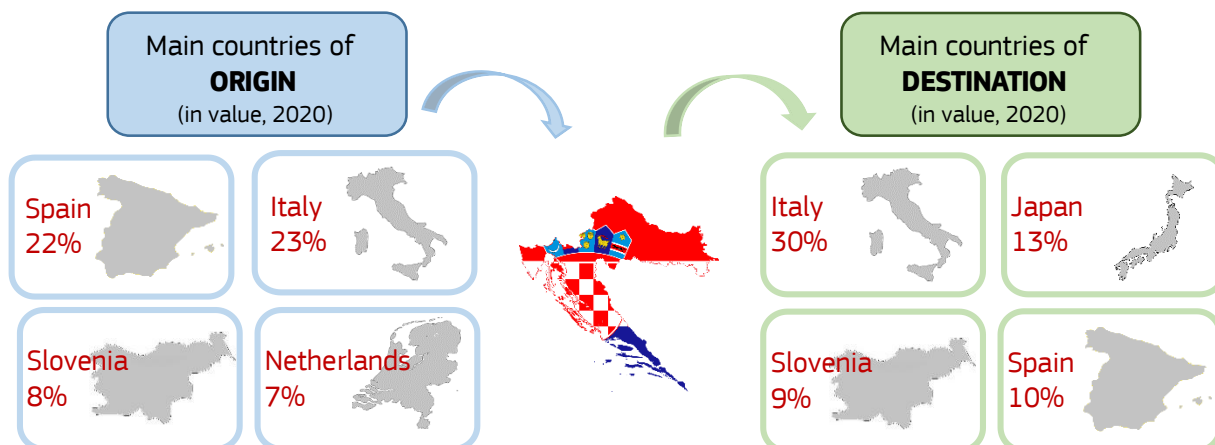 Main countries of
ORIGIN
(in value, 2020)
Main countries of
DESTINATION
(in value, 2020)
Spain
22%
Italy
23%
Slovenia
8%
Netherlands
7%
Italy
30%
Japan
13%
Slovenia
9%
Spain
10%